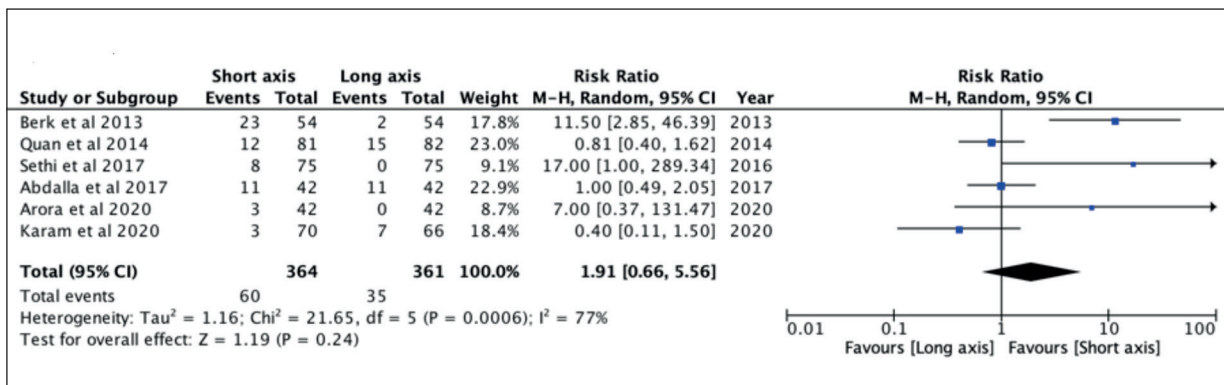 Short axis Long axis Risk Ratio Risk Ratio
Study or Subgroup Events Total Events Total Weight M-H, Random, 95% CI Year M-H, Random, 95% CI
Berk et al 2013 23 54 2 54 17.8% 11.50 [2.85, 46.39] 2013
Quan et al 2014 12 81 15 82 23.0% 0.81 [0.40, 1.62] 2014
Sethi et al 2017 8 75 0 75 9.1% 17.00 [1.00, 289.34] 2016
Abdalla et al 2017 11 42 11 42 22.9% 1.00 [0.49, 2.05] 2017
Arora et al 2020 3 42 0 42 8.7% 7.00 [0.37, 131.47] 2020
Karam et al 2020 3 70 7 66 18.4% 0.40 [0.11, 1.50] 2020
Total (95% CI) 364 361 100.0% 1.91 [0.66, 5.56]
Total events 60 35
Heterogeneity: Tau² = 1.16; Chi² = 21.65, df = 5 (P = 0.0006); I² = 77%
Test for overall effect: Z = 1.19 (P = 0.24)
0.01 0.1 1 10 100
Favours [Long axis] Favours [Short axis]